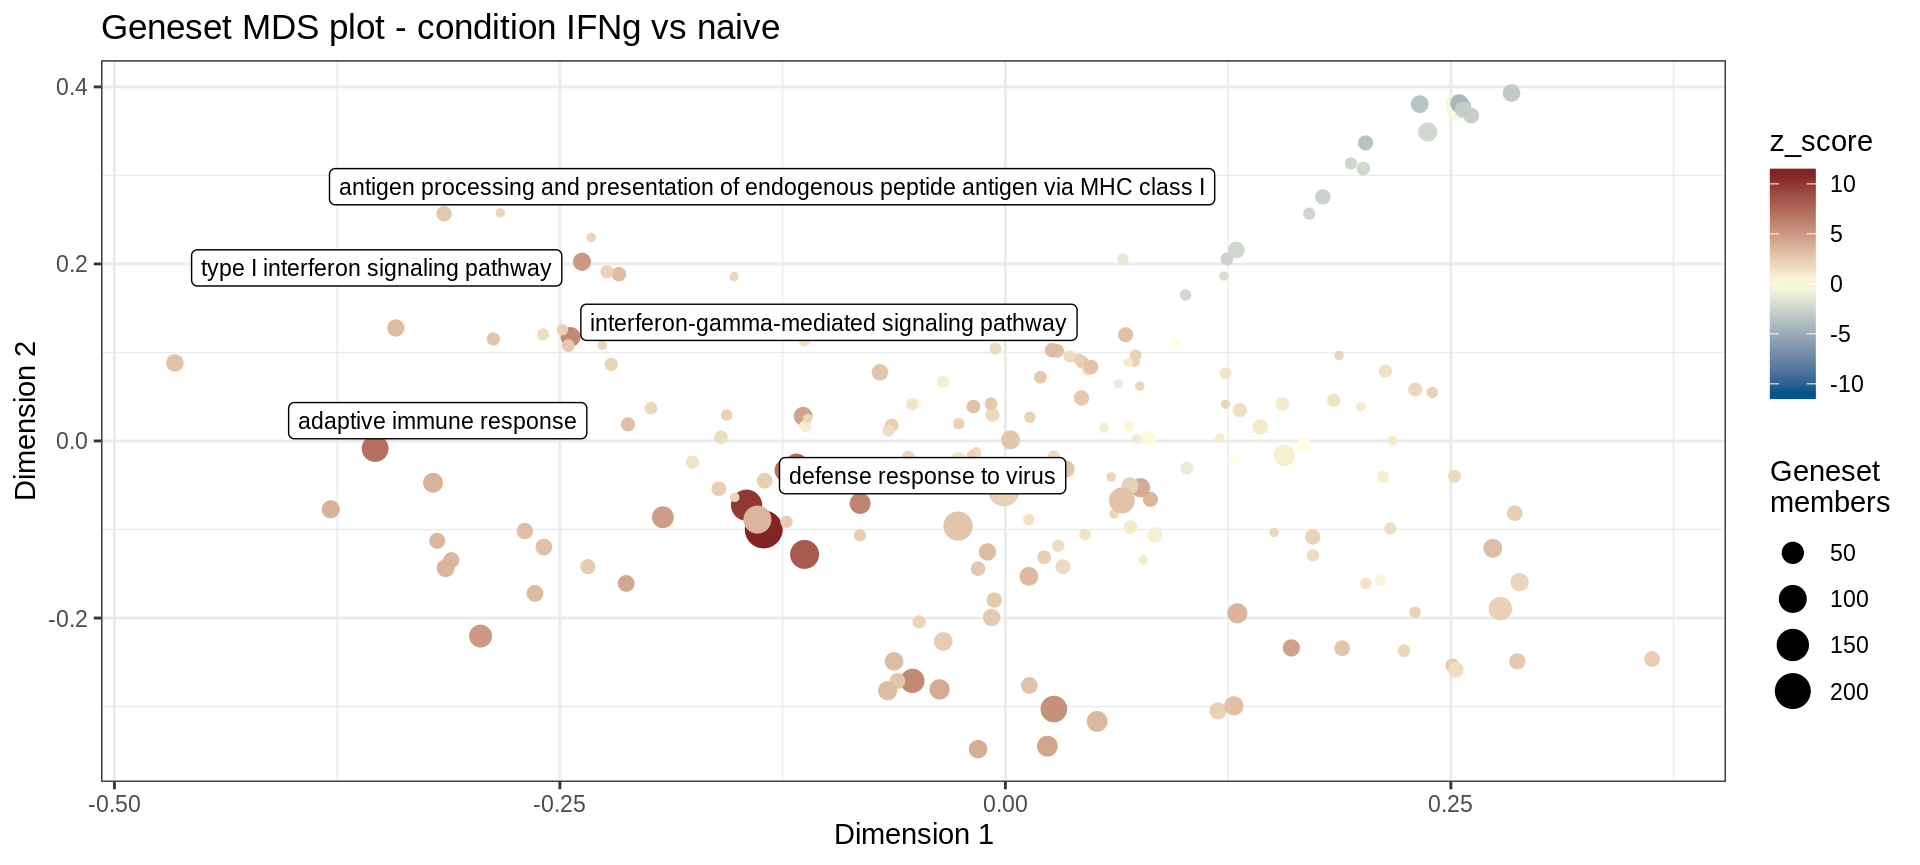 Geneset MDS plot - condition IFNg vs naive
0.4
0.2
0.0
-0.2
Dimension 2
antigen processing and presentation of endogenous peptide antigen via MHC class I
type I interferon signaling pathway
interferon-gamma-mediated signaling pathway
adaptive immune response
defense response to virus
-0.50
-0.25
0.00
0.25
Dimension 1
z_score
10
5
0
-5
-10
Geneset
members
50
100
150
200